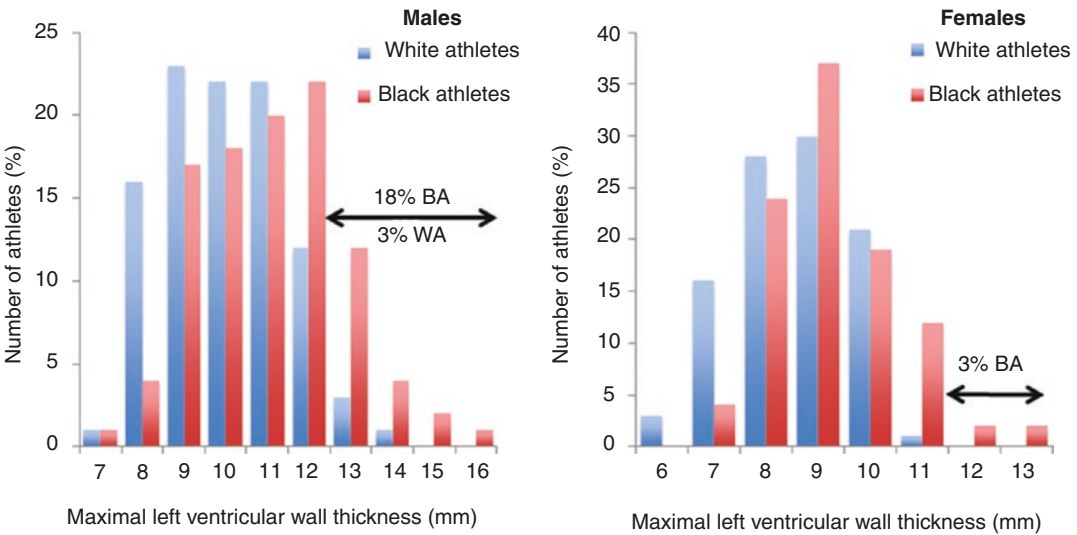 Males
White athletes
Black athletes
25
20
15
10
5
0
Number of athletes (%)
18% BA
3% WA
7 8 9 10 11 12 13 14 15 16
Maximal left ventricular wall thickness (mm)
Females
White athletes
Black athletes
40
35
30
25
20
15
10
5
0
Number of athletes (%)
3% BA
6 7 8 9 10 11 12 13
Maximal left ventricular wall thickness (mm)